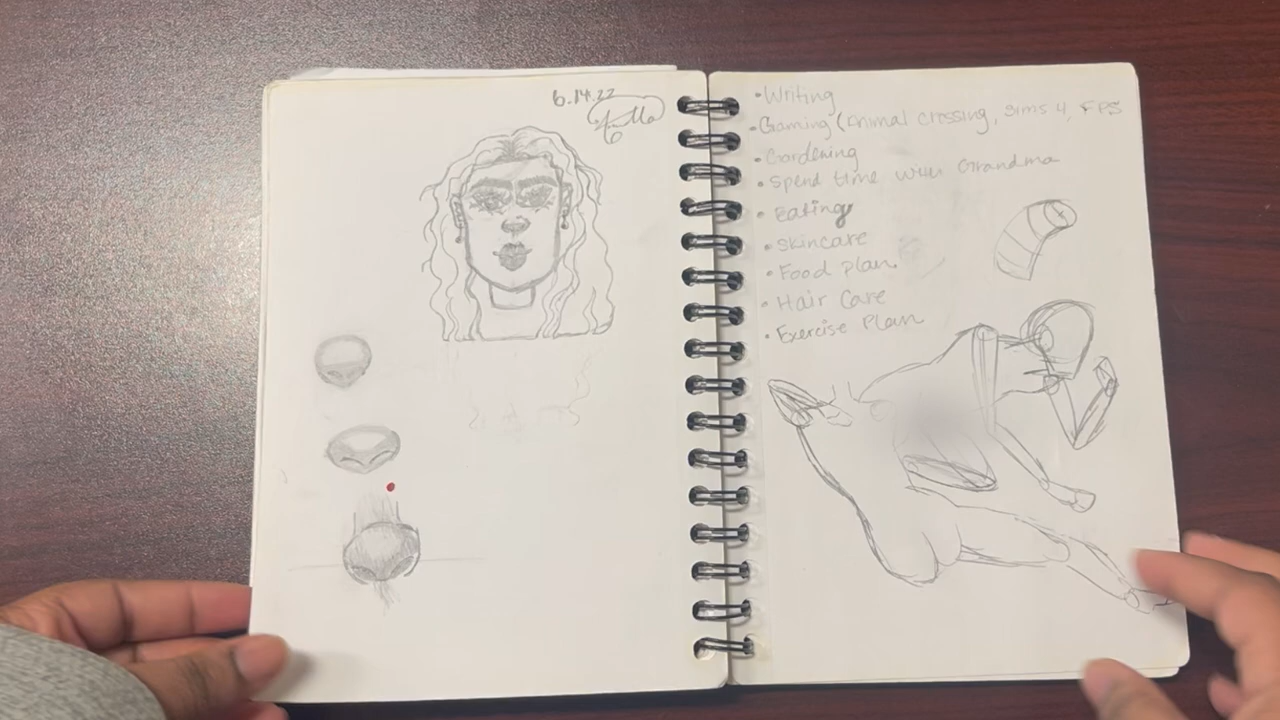 6.14.22
• Writing
• Gaming (Animal Crossing, Sims 4, FPS
• Gardening
• Spend time with Grandma
• Eating
• Skincare
• Food Plan
• Hair Care
• Exercise Plan